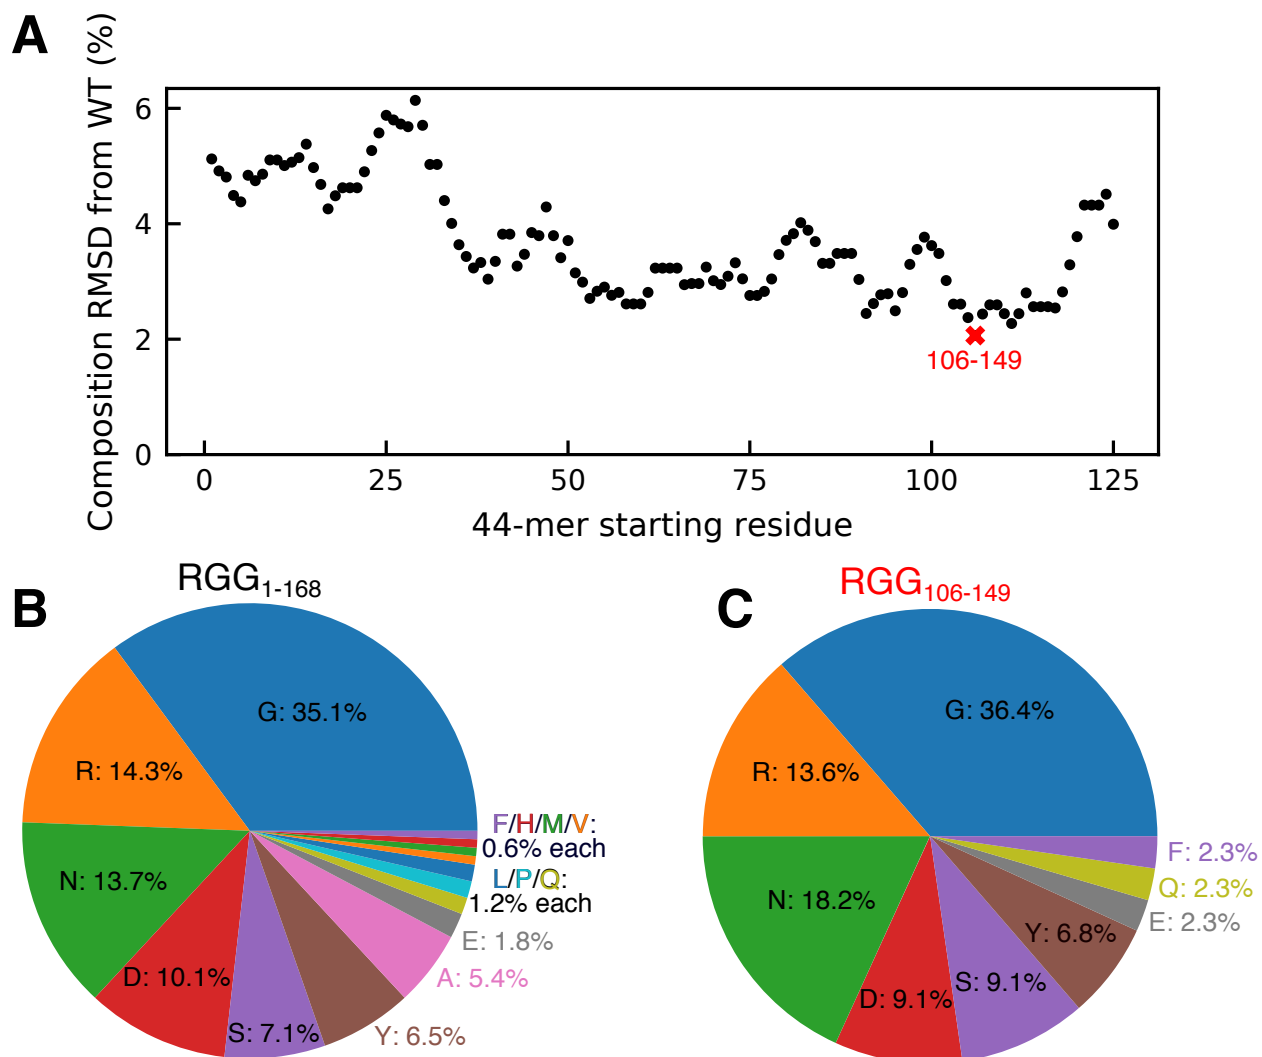 A
Composition RMSD from WT (%)
6
4
2
0
106-149
0 25 50 75 100 125
44-mer starting residue
B
RGG1-168
G: 35.1%
R: 14.3%
N: 13.7%
D: 10.1%
S: 7.1%
Y: 6.5%
A: 5.4%
E: 1.8%
L/P/Q:
1.2% each
F/H/M/V:
0.6% each
C
RGG106-149
G: 36.4%
R: 13.6%
N: 18.2%
D: 9.1%
S: 9.1%
Y: 6.8%
E: 2.3%
Q: 2.3%
F: 2.3%